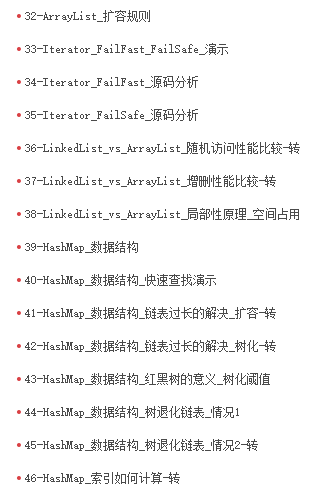 32-ArrayList_扩容规则
33-Iterator_FailFast_FailSafe_演示
34-Iterator_FailFast_源码分析
35-Iterator_FailSafe_源码分析
36-LinkedList_vs_ArrayList_随机访问性能比较-转
37-LinkedList_vs_ArrayList_增删性能比较-转
38-LinkedList_vs_ArrayList_局部性原理_空间占用
39-HashMap_数据结构
40-HashMap_数据结构_快速查找演示
41-HashMap_数据结构_链表过长的解决_扩容-转
42-HashMap_数据结构_链表过长的解决_树化-转
43-HashMap_数据结构_红黑树的意义_树化阈值
44-HashMap_数据结构_树退化链表_情况1
45-HashMap_数据结构_树退化链表_情况2-转
46-HashMap_索引如何计算-转